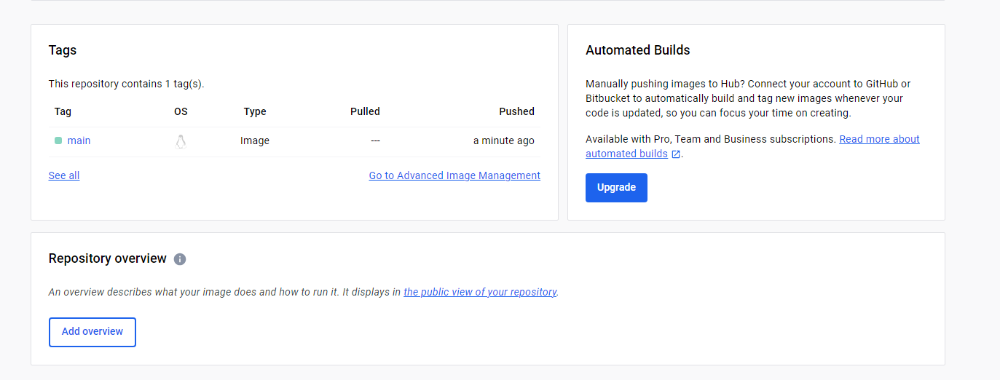 Tags
This repository contains 1 tag(s).
Tag OS Type Pulled Pushed
main Image --- a minute ago
See all Go to Advanced Image Management
Automated Builds
Manually pushing images to Hub? Connect your account to GitHub or
Bitbucket to automatically build and tag new images whenever your
code is updated, so you can focus your time on creating.
Available with Pro, Team and Business subscriptions. Read more about
automated builds .
Upgrade
Repository overview
An overview describes what your image does and how to run it. It displays in the public view of your repository.
Add overview